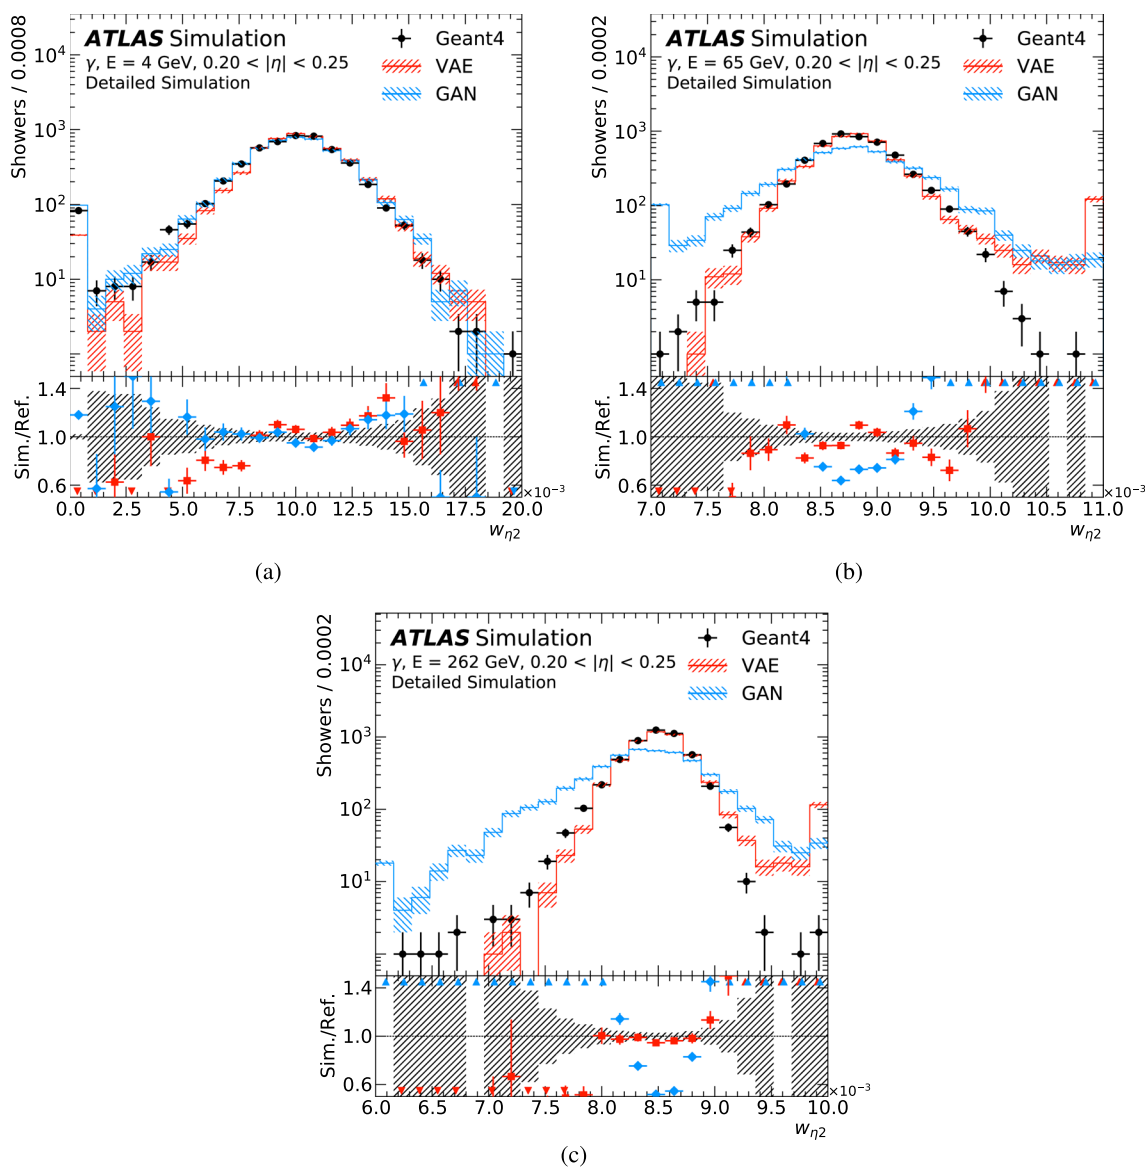 ATLAS Simulation
γ, E = 4 GeV, 0.20 < |η| < 0.25
Detailed Simulation
Geant4
VAE
GAN
Showers / 0.0008
10⁴
10³
10²
10¹
Sim./Ref.
1.4
1.0
0.6
0.0 2.5 5.0 7.5 10.0 12.5 15.0 17.5 20.0
×10⁻³
wη2
(a)
ATLAS Simulation
γ, E = 65 GeV, 0.20 < |η| < 0.25
Detailed Simulation
Geant4
VAE
GAN
Showers / 0.0002
10⁴
10³
10²
10¹
Sim./Ref.
1.4
1.0
0.6
7.0 7.5 8.0 8.5 9.0 9.5 10.0 10.5 11.0
×10⁻³
wη2
(b)
ATLAS Simulation
γ, E = 262 GeV, 0.20 < |η| < 0.25
Detailed Simulation
Geant4
VAE
GAN
Showers / 0.0002
10⁴
10³
10²
10¹
Sim./Ref.
1.4
1.0
0.6
6.0 6.5 7.0 7.5 8.0 8.5 9.0 9.5 10.0
×10⁻³
wη2
(c)